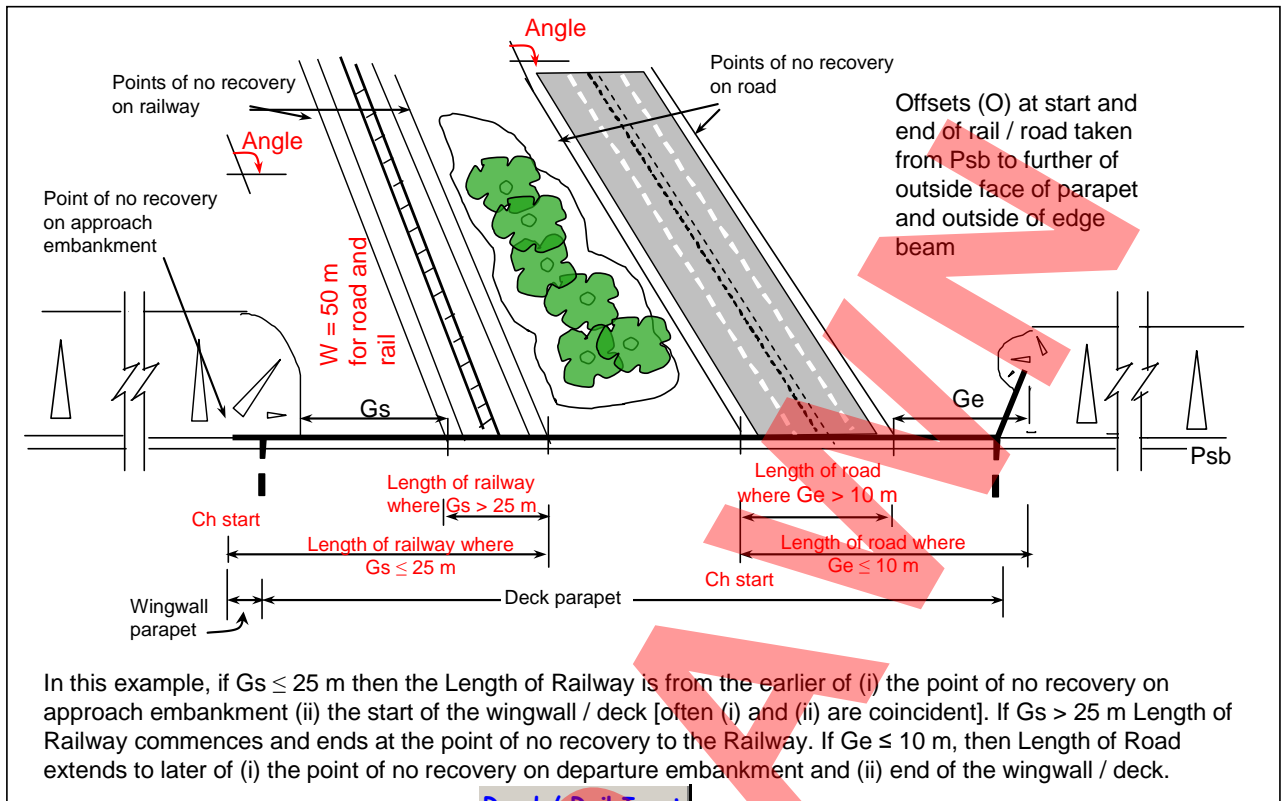 Angle
Points of no recovery
on railway
Points of no recovery
on road
Angle
Offsets (O) at start and
end of rail / road taken
from Psb to further of
outside face of parapet
and outside of edge
beam
Point of no recovery
on approach
embankment
W = 50 m
for road and
rail
Gs
Ge
Psb
Length of railway
where Gs > 25 m
Length of road
where Ge > 10 m
Ch start
Length of railway where
Gs ≤ 25 m
Length of road where
Ge ≤ 10 m
Ch start
Wingwall
parapet
Deck parapet
In this example, if Gs ≤ 25 m then the Length of Railway is from the earlier of (i) the point of no recovery on
approach embankment (ii) the start of the wingwall / deck [often (i) and (ii) are coincident]. If Gs > 25 m Length of
Railway commences and ends at the point of no recovery to the Railway. If Ge ≤ 10 m, then Length of Road
extends to later of (i) the point of no recovery on departure embankment and (ii) end of the wingwall / deck.